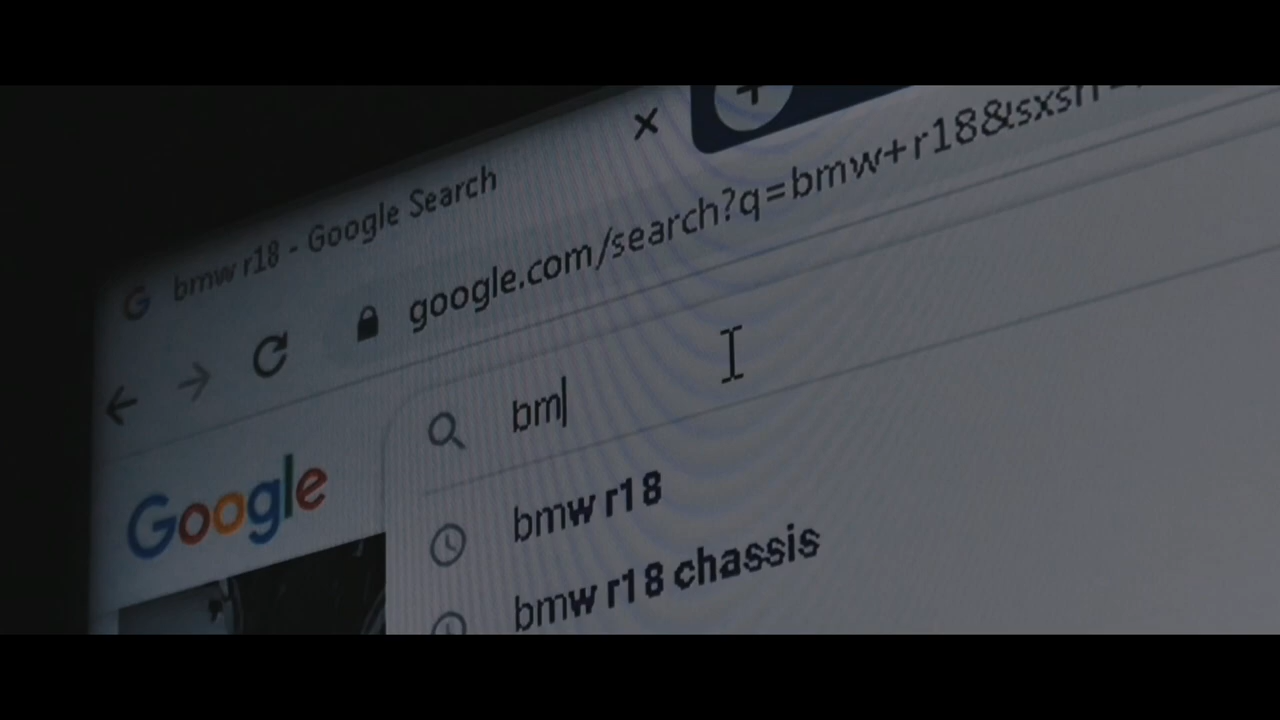 bmw r18 - Google Search
google.com/search?q=bmw+r18&sxsr
bm
Google
bmw r18
bmw r18 chassis